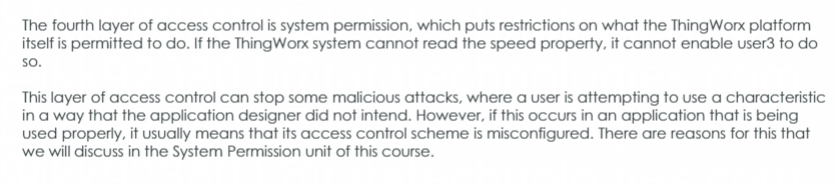 The fourth layer of access control is system permission, which puts restrictions on what the ThingWorx platform
itself is permitted to do. If the ThingWorx system cannot read the speed property, it cannot enable user3 to do
so.
This layer of access control can stop some malicious attacks, where a user is attempting to use a characteristic
in a way that the application designer did not intend. However, if this occurs in an application that is being
used properly, it usually means that its access control scheme is misconfigured. There are reasons for this that
we will discuss in the System Permission unit of this course.